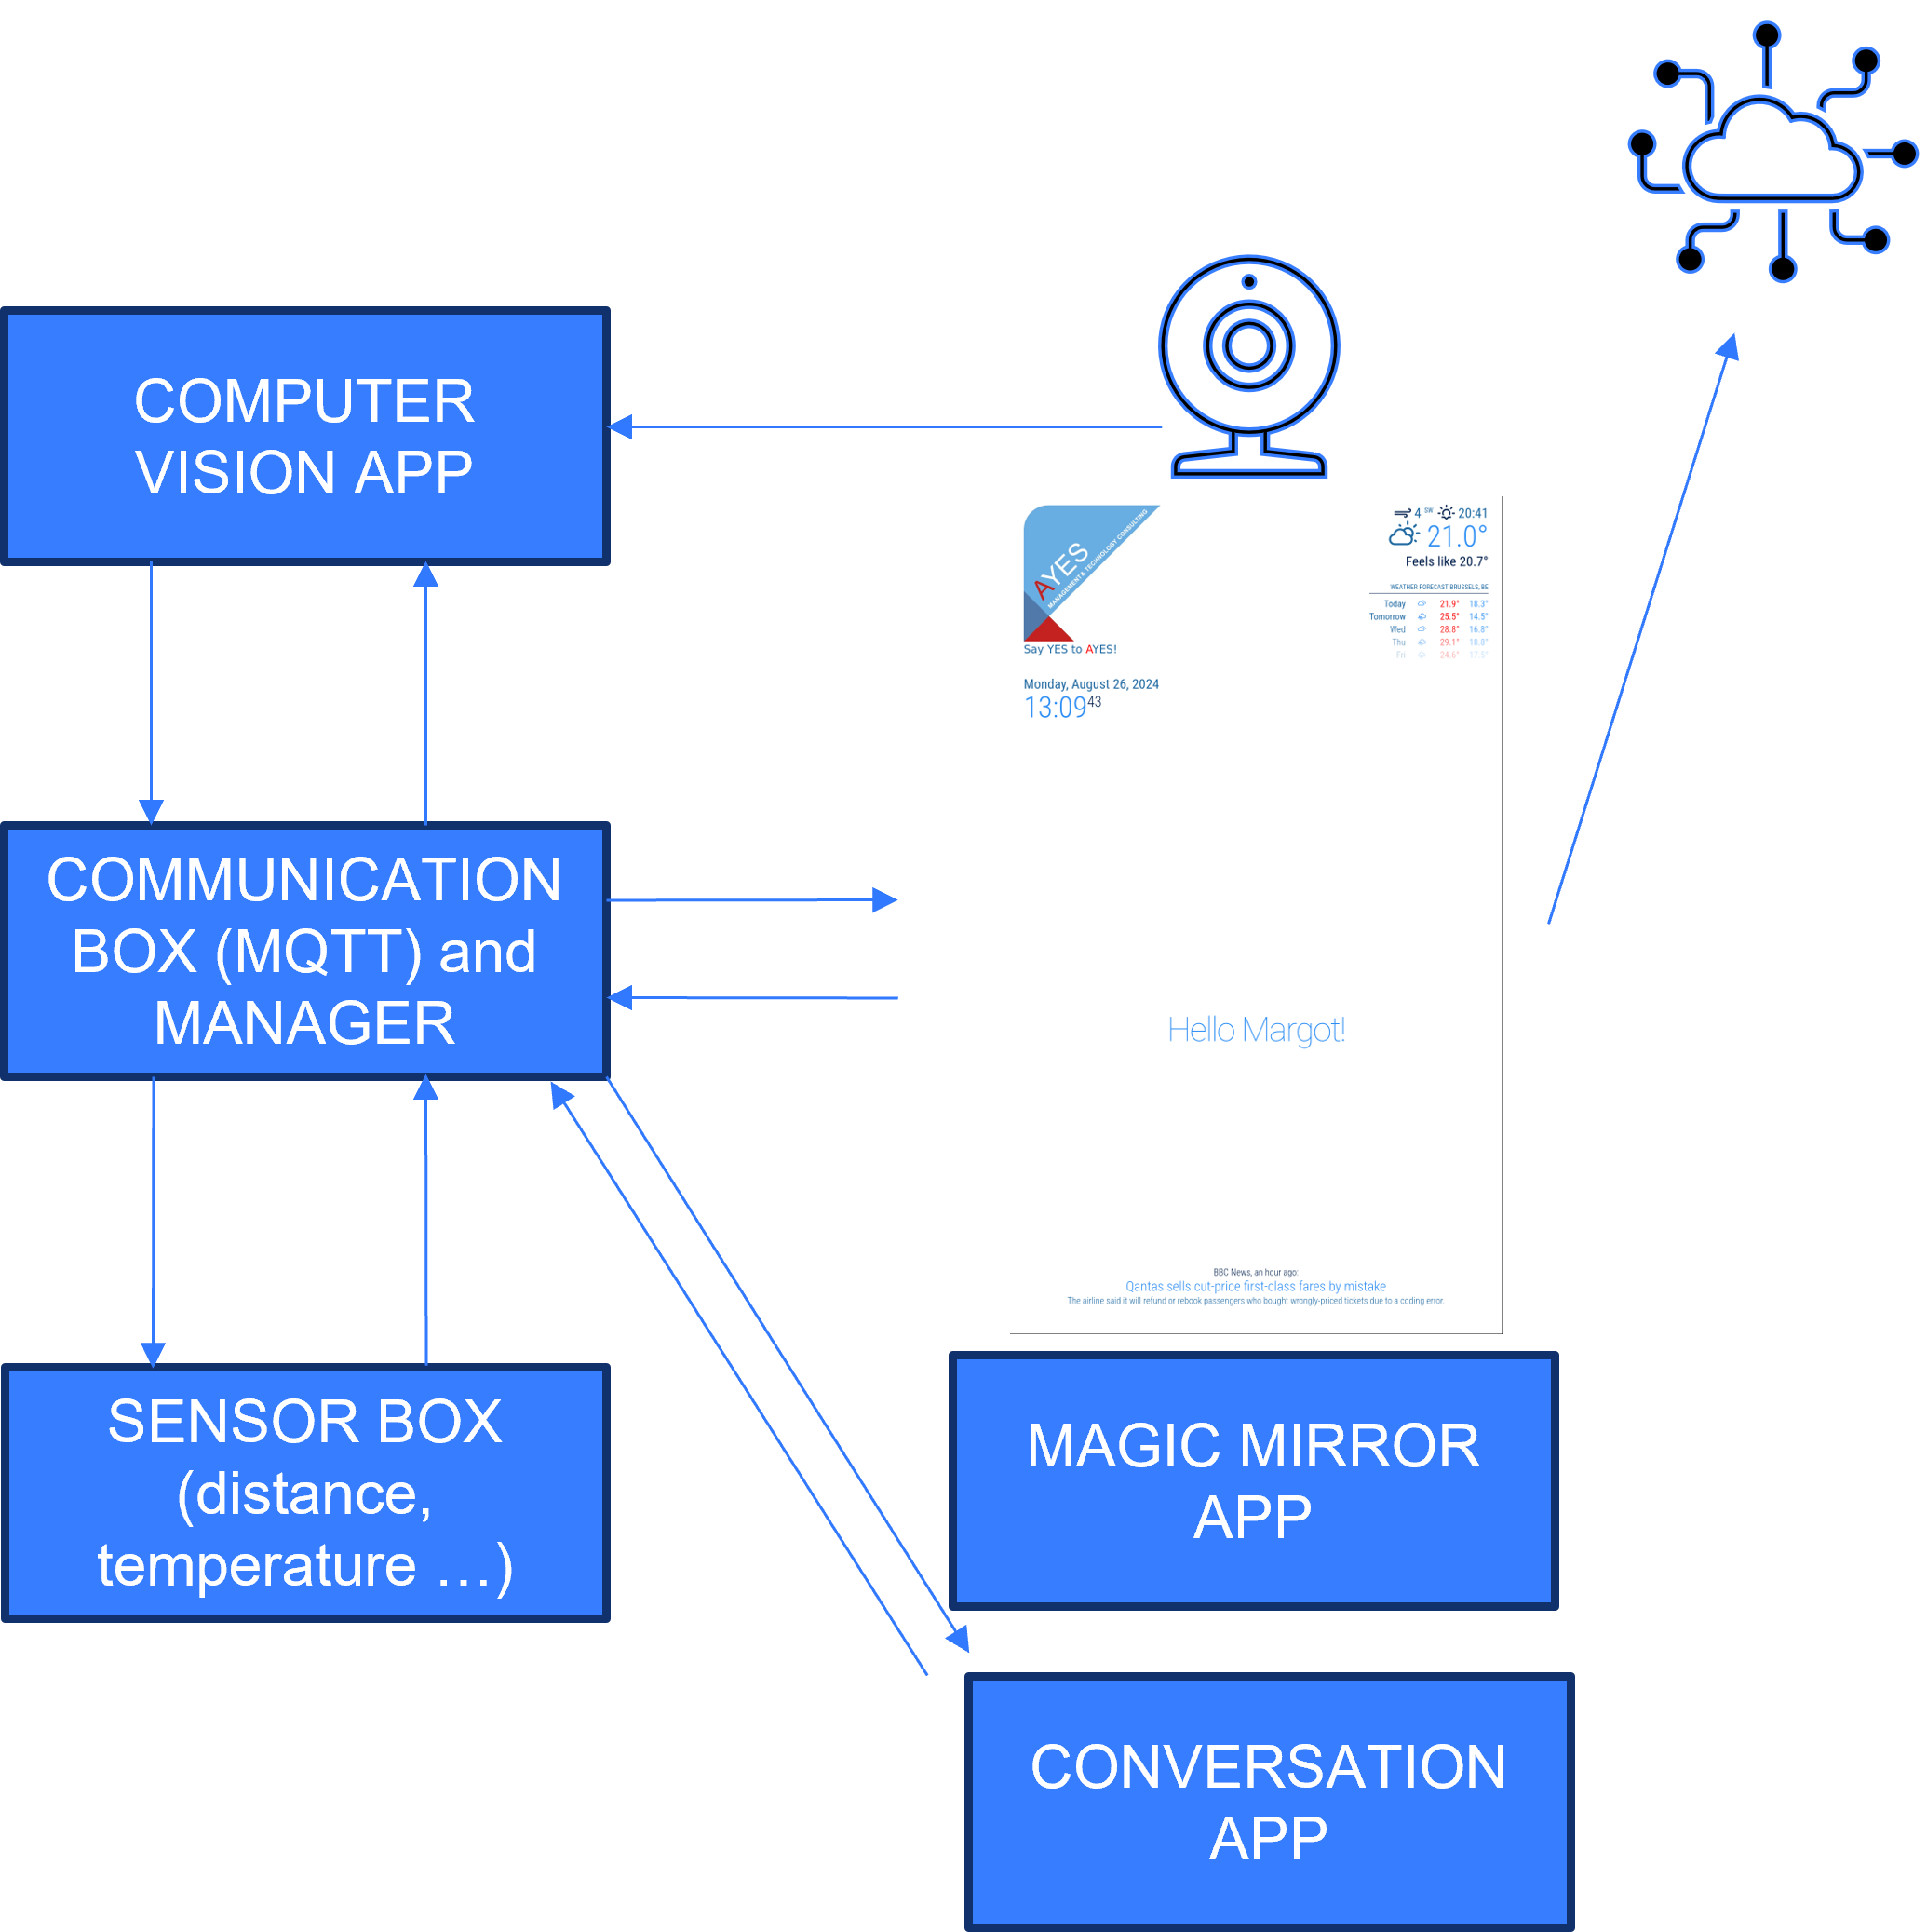 COMPUTER
VISION APP
AYES
MANAGEMENT & TECHNOLOGY CONSULTING
Say YES to AYES!
4 SW 20:41
21.0°
Feels like 20.7°
WEATHER FORECAST BRUSSELS, BE
Today 21.9° 18.3°
Tomorrow 25.5° 14.5°
Wed 28.8° 16.8°
Thu 29.1° 18.8°
Fri 24.6° 17.5°
Monday, August 26, 2024
13:09 43
COMMUNICATION
BOX (MQTT) and
MANAGER
Hello Margot!
BBC News, an hour ago:
Qantas sells cut-price first-class fares by mistake
The airline said it will refund or rebook passengers who bought wrongly-priced tickets due to a coding error.
SENSOR BOX
(distance,
temperature ...)
MAGIC MIRROR
APP
CONVERSATION
APP